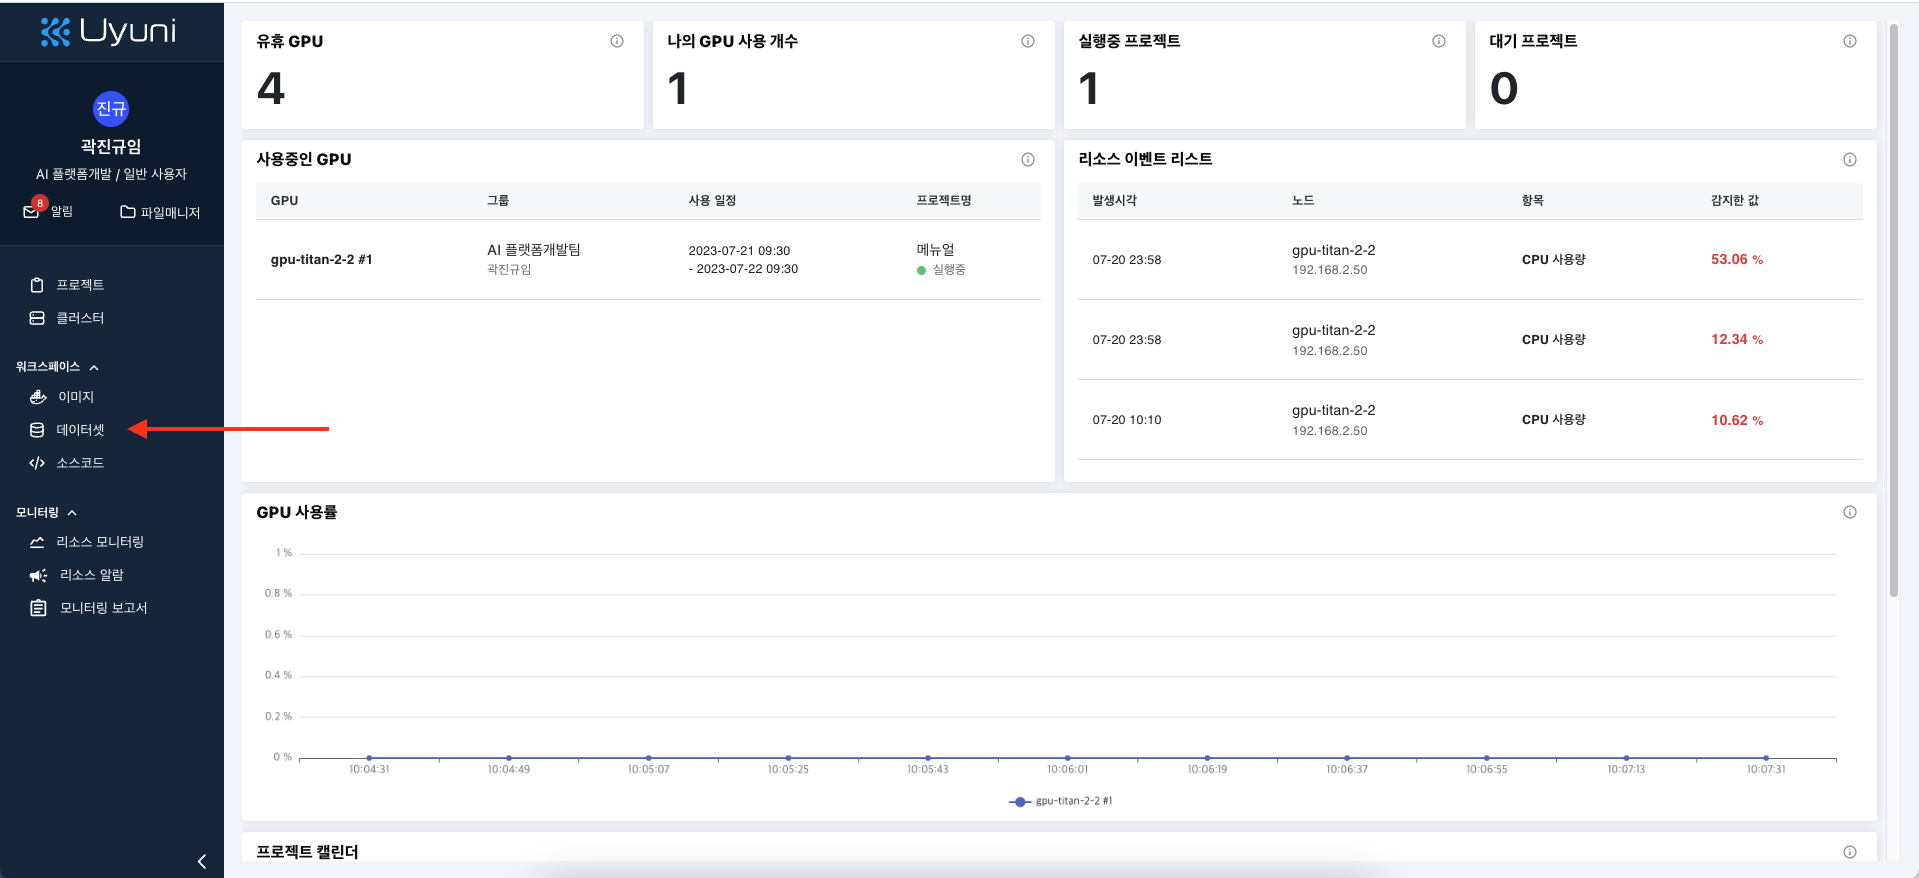 Uyuni
진규
곽진규임
AI 플랫폼개발 / 일반 사용자
8
알림
파일매니저
프로젝트
클러스터
워크스페이스
이미지
데이터셋
소스코드
모니터링
리소스 모니터링
리소스 알람
모니터링 보고서
유휴 GPU
4
나의 GPU 사용 개수
1
실행중 프로젝트
1
대기 프로젝트
0
사용중인 GPU
GPU 그룹 사용 일정 프로젝트명
gpu-titan-2-2 #1
AI 플랫폼개발팀
곽진규임
2023-07-21 09:30
- 2023-07-22 09:30
메뉴얼
실행중
리소스 이벤트 리스트
발생시각 노드 항목 감지한 값
07-20 23:58
gpu-titan-2-2
192.168.2.50
CPU 사용량
53.06 %
07-20 23:58
gpu-titan-2-2
192.168.2.50
CPU 사용량
12.34 %
07-20 10:10
gpu-titan-2-2
192.168.2.50
CPU 사용량
10.62 %
GPU 사용률
1 %
0.8 %
0.6 %
0.4 %
0.2 %
0 %
10:04:31 10:04:49 10:05:07 10:05:25 10:05:43 10:06:01 10:06:19 10:06:37 10:06:55 10:07:13 10:07:31
gpu-titan-2-2 #1
프로젝트 캘린더